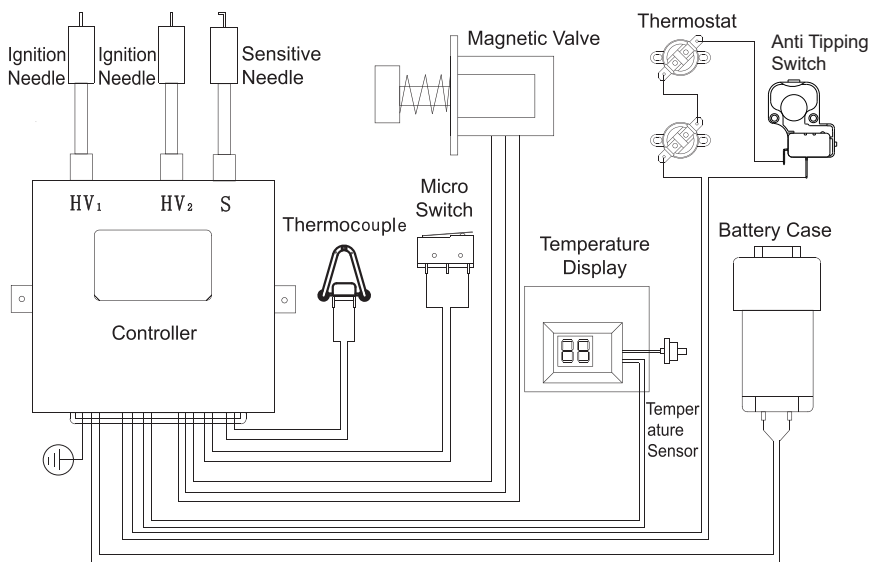 Thermostat
Ignition
Needle
Ignition
Needle
Sensitive
Needle
Magnetic Valve
Anti Tipping
Switch
HV1
HV2
S
Micro
Switch
Thermocouple
Temperature
Display
Battery Case
Controller
88
Temper
ature
Sensor